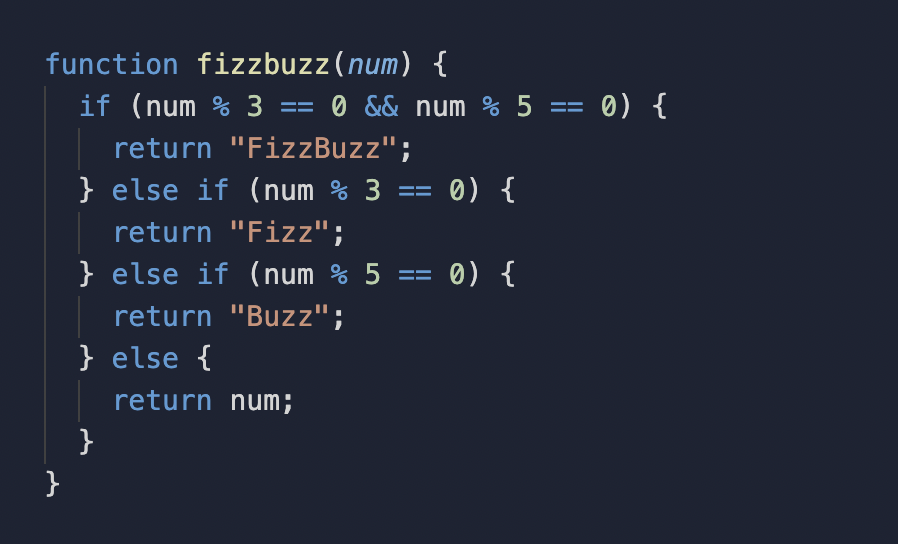 function fizzbuzz(num) {
  if (num % 3 == 0 && num % 5 == 0) {
    return "FizzBuzz";
  } else if (num % 3 == 0) {
    return "Fizz";
  } else if (num % 5 == 0) {
    return "Buzz";
  } else {
    return num;
  }
}